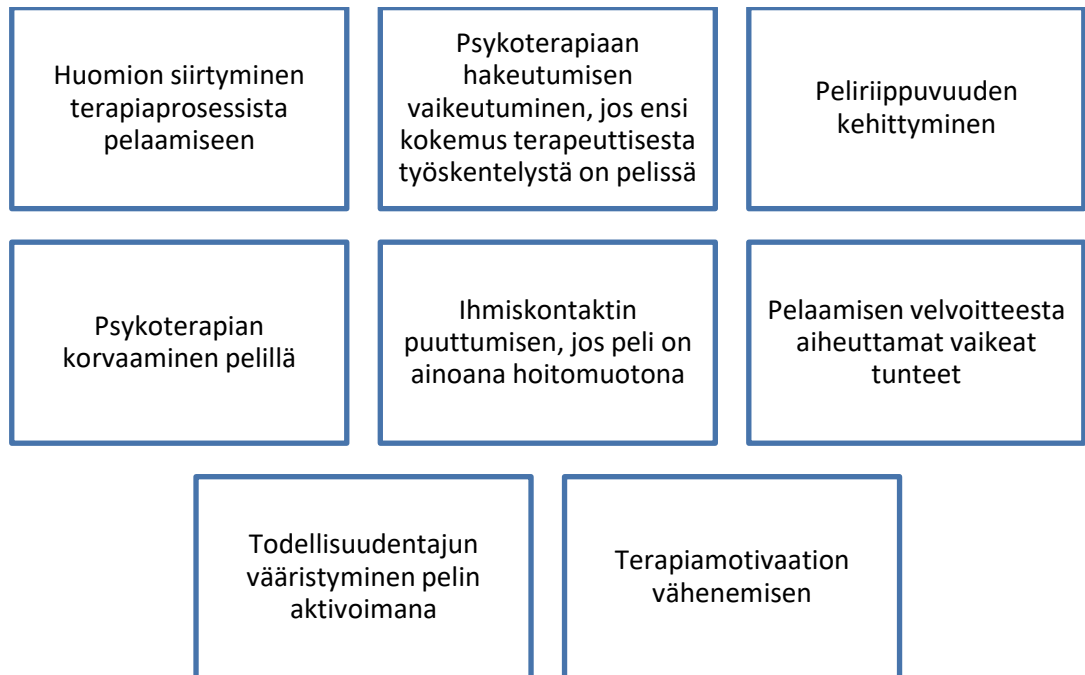 Huomion siirtyminen
terapiaprosessista
pelaamiseen
Psykoterapiaan
hakeutumisen
vaikeutuminen, jos ensi
kokemus terapeuttisesta
työskentelystä on pelissä
Peliriippuvuuden
kehittyminen
Psykoterapian
korvaaminen pelillä
Ihmiskontaktin
puuttumisen, jos peli on
ainoana hoitomuotona
Pelaamisen velvoitteesta
aiheuttamat vaikeat
tunteet
Todellisuudentajun
vääristyminen pelin
aktivoimana
Terapiamotivaation
vähenemisen